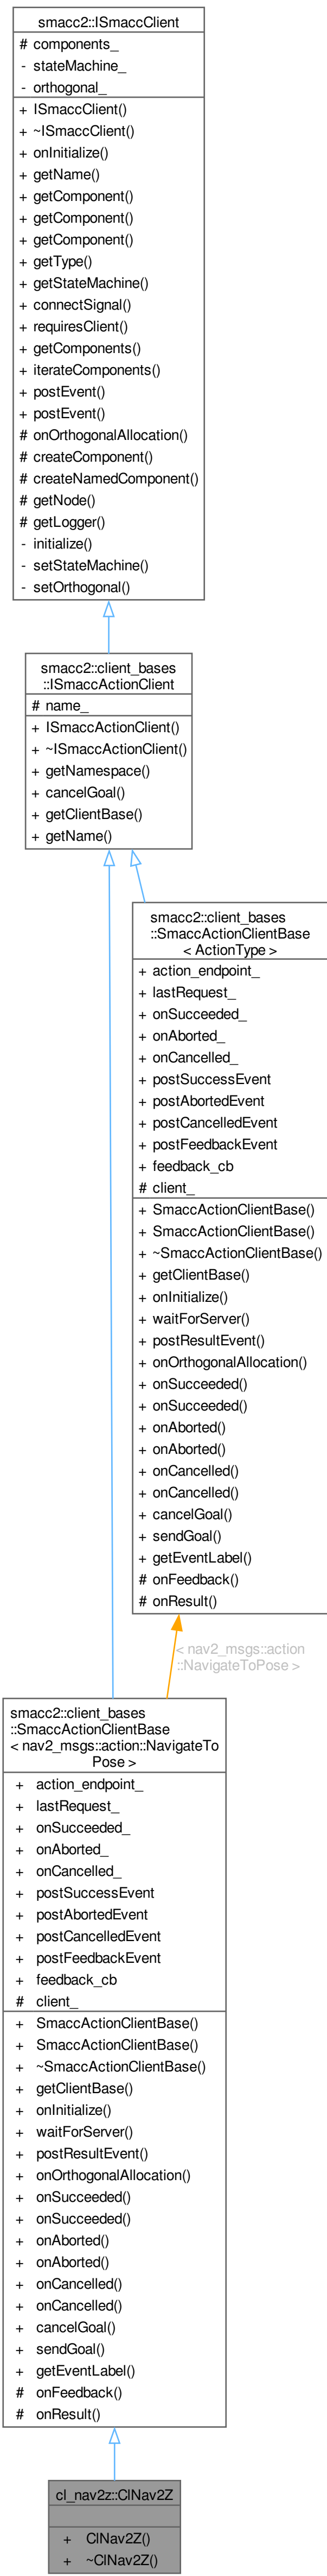 smacc2::ISmaccClient
# components_
- stateMachine_
- orthogonal_
+ ISmaccClient()
+ ~ISmaccClient()
+ onInitialize()
+ getName()
+ getComponent()
+ getComponent()
+ getComponent()
+ getType()
+ getStateMachine()
+ connectSignal()
+ requiresClient()
+ getComponents()
+ iterateComponents()
+ postEvent()
+ postEvent()
# onOrthogonalAllocation()
# createComponent()
# createNamedComponent()
# getNode()
# getLogger()
- initialize()
- setStateMachine()
- setOrthogonal()
smacc2::client_bases
::ISmaccActionClient
# name_
+ ISmaccActionClient()
+ ~ISmaccActionClient()
+ getNamespace()
+ cancelGoal()
+ getClientBase()
+ getName()
smacc2::client_bases
::SmaccActionClientBase
< ActionType >
+ action_endpoint_
+ lastRequest_
+ onSucceeded_
+ onAborted_
+ onCancelled_
+ postSuccessEvent
+ postAbortedEvent
+ postCancelledEvent
+ postFeedbackEvent
+ feedback_cb
# client_
+ SmaccActionClientBase()
+ SmaccActionClientBase()
+ ~SmaccActionClientBase()
+ getClientBase()
+ onInitialize()
+ waitForServer()
+ postResultEvent()
+ onOrthogonalAllocation()
+ onSucceeded()
+ onSucceeded()
+ onAborted()
+ onAborted()
+ onCancelled()
+ onCancelled()
+ cancelGoal()
+ sendGoal()
+ getEventLabel()
# onFeedback()
# onResult()
< nav2_msgs::action
::NavigateToPose >
smacc2::client_bases
::SmaccActionClientBase
< nav2_msgs::action::NavigateTo
Pose >
+ action_endpoint_
+ lastRequest_
+ onSucceeded_
+ onAborted_
+ onCancelled_
+ postSuccessEvent
+ postAbortedEvent
+ postCancelledEvent
+ postFeedbackEvent
+ feedback_cb
# client_
+ SmaccActionClientBase()
+ SmaccActionClientBase()
+ ~SmaccActionClientBase()
+ getClientBase()
+ onInitialize()
+ waitForServer()
+ postResultEvent()
+ onOrthogonalAllocation()
+ onSucceeded()
+ onSucceeded()
+ onAborted()
+ onAborted()
+ onCancelled()
+ onCancelled()
+ cancelGoal()
+ sendGoal()
+ getEventLabel()
# onFeedback()
# onResult()
cl_nav2z::ClNav2Z
+ ClNav2Z()
+ ~ClNav2Z()